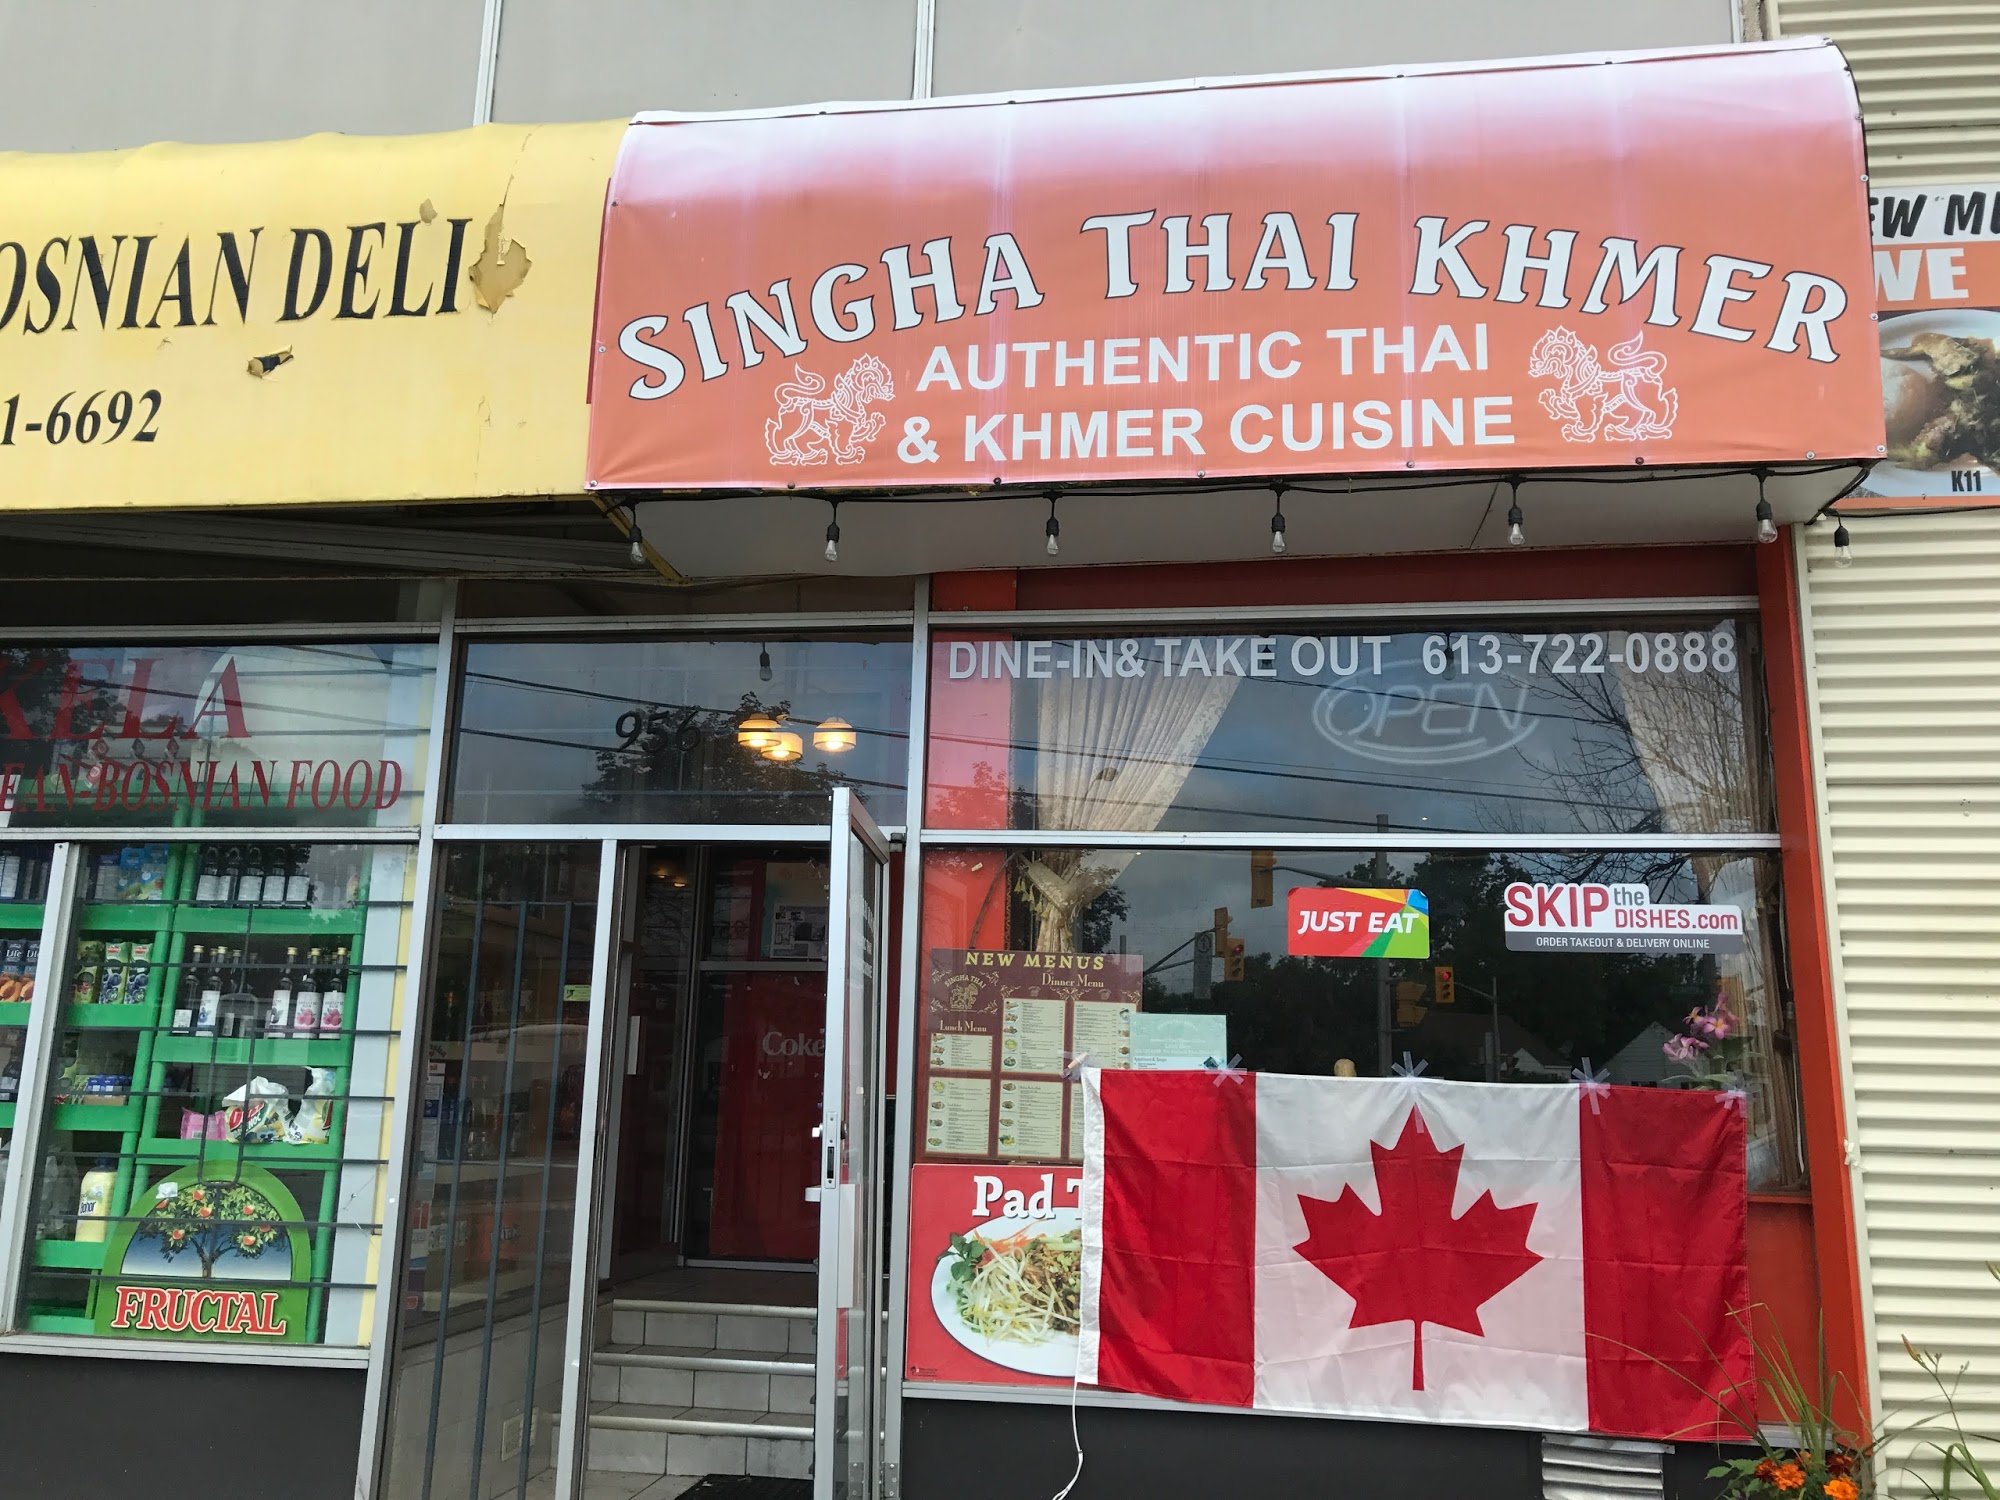 OSNIAN DELI
1-6692
SINGHA THAI KHMER
AUTHENTIC THAI
& KHMER CUISINE
EW MU
VE
K11
DINE-IN& TAKE OUT 613-722-0888
OPEN
956
KELA
EAN-BOSNIAN FOOD
JUST EAT
SKIP the DISHES.com
ORDER TAKEOUT & DELIVERY ONLINE
NEW MENUS
SINGHA THAI
Dinner Menu
Lunch Menu
Coke
Pad T
FRUCTAL